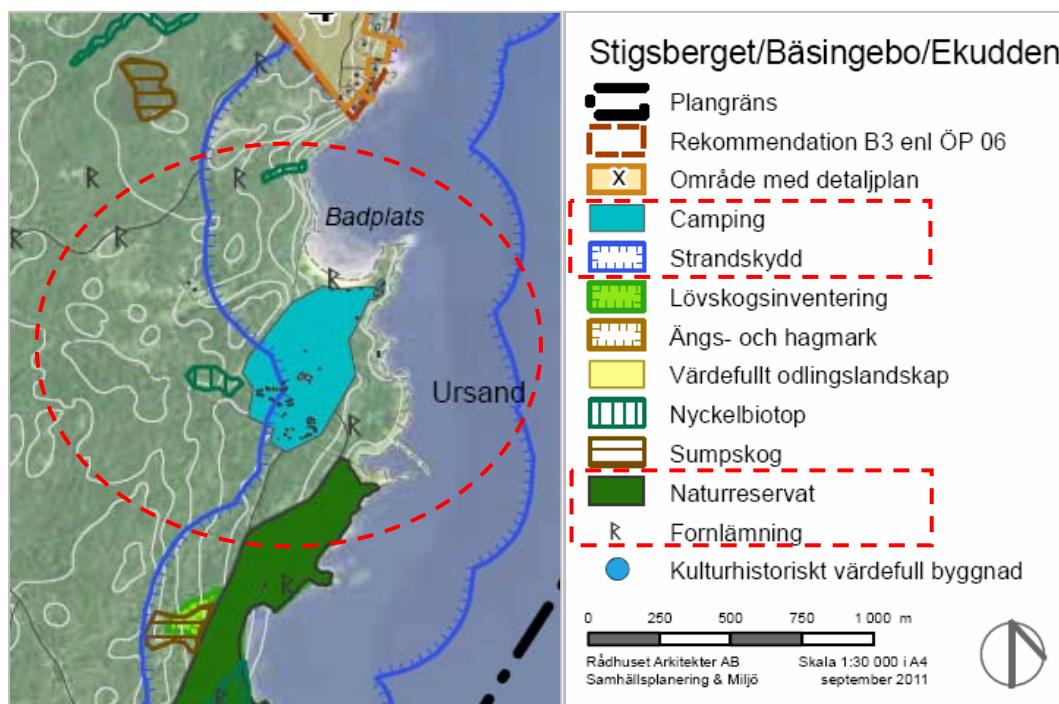 Badplats
Ursand
Stigsberget/Bäsingebo/Ekudden
Plangräns
Rekommendation B3 enl ÖP 06
X
Område med detaljplan
Camping
Strandskydd
Lövskogsinventering
Ängs- och hagmark
Värdefullt odlingslandskap
Nyckelbiotop
Sumpskog
Naturreservat
R Fornlämning
Kulturhistoriskt värdefull byggnad
0 250 500 750 1 000 m
Rådhuset Arkitekter AB Skala 1:30 000 i A4
Samhällsplanering & Miljö september 2011